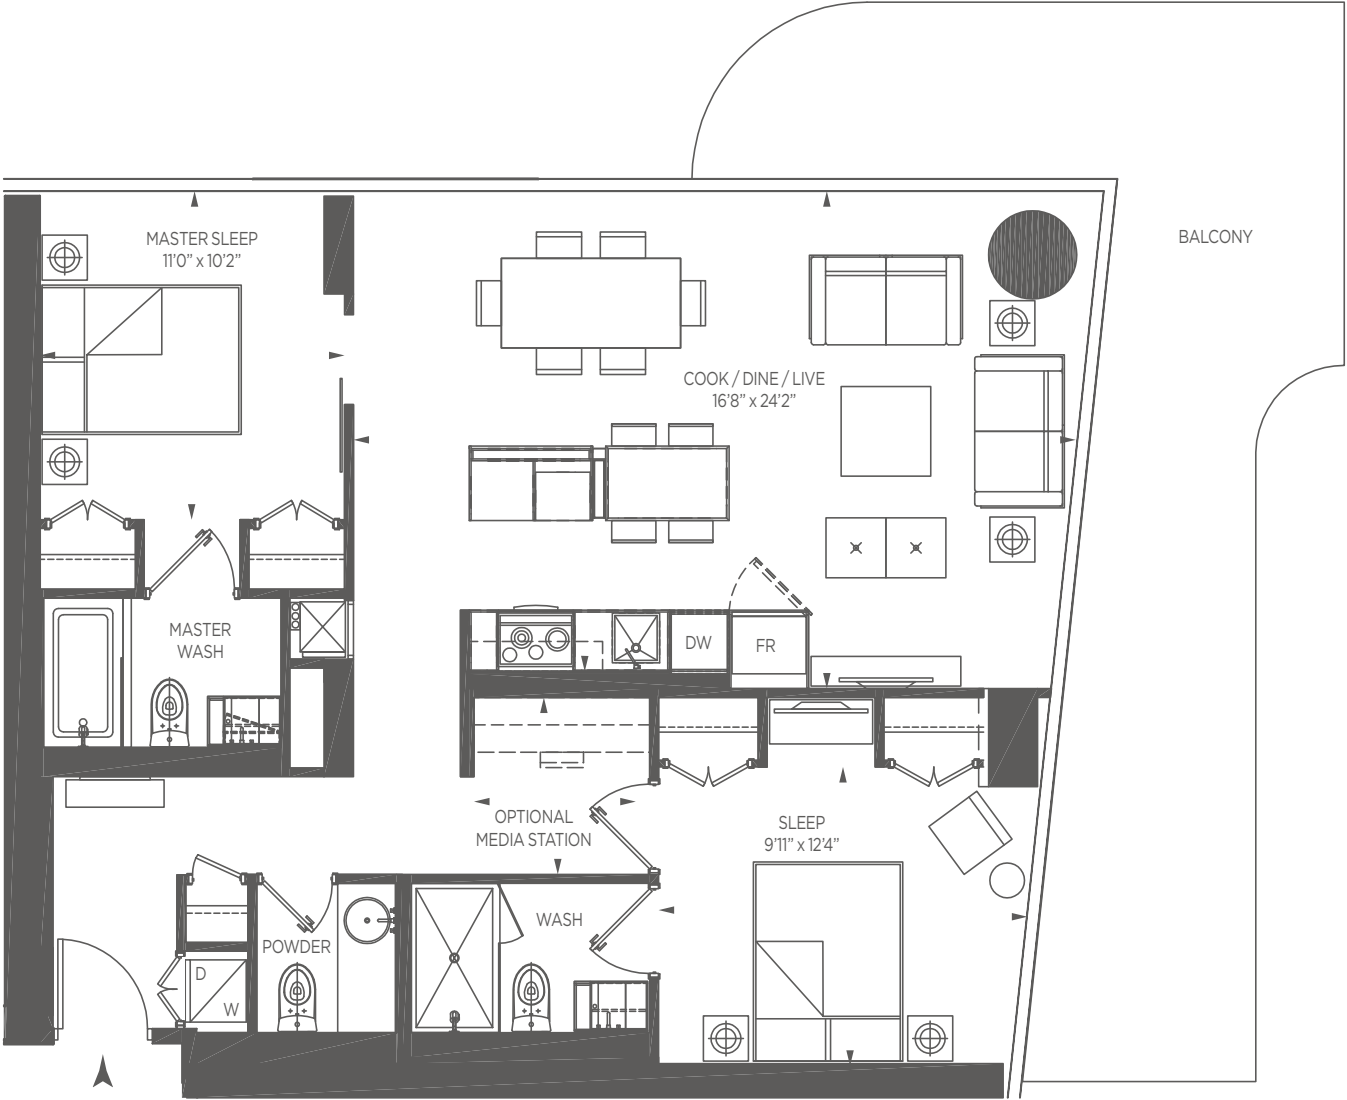 BALCONY
MASTER SLEEP
11'0" x 10'2"
COOK / DINE / LIVE
16'8" x 24'2"
MASTER
WASH
DW
FR
OPTIONAL
MEDIA STATION
SLEEP
9'11" x 12'4"
WASH
POWDER
D
W